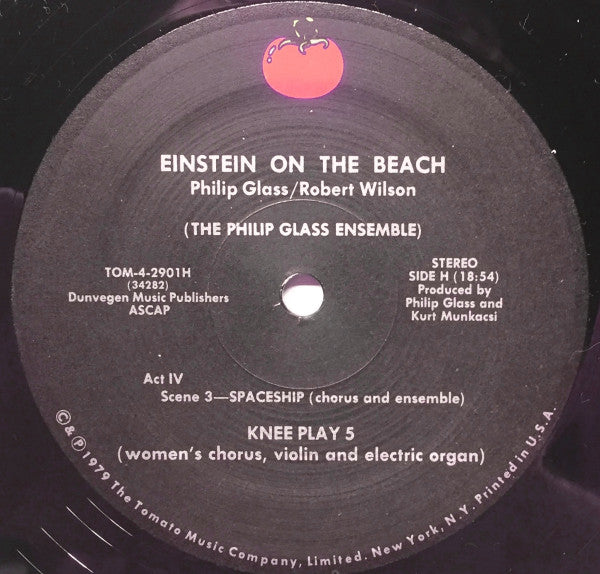 EINSTEIN ON THE BEACH
Philip Glass/Robert Wilson
(THE PHILIP GLASS ENSEMBLE)
TOM-4-2901H
(34282)
Dunvegen Music Publishers
ASCAP
STEREO
SIDE H (18:54)
Produced by
Philip Glass and
Kurt Munkacsi
Act IV
Scene 3—SPACESHIP (chorus and ensemble)
KNEE PLAY 5
(women's chorus, violin and electric organ)
©&℗1979 The Tomato Music Company, Limited. New York, N.Y. Printed in U.S.A.